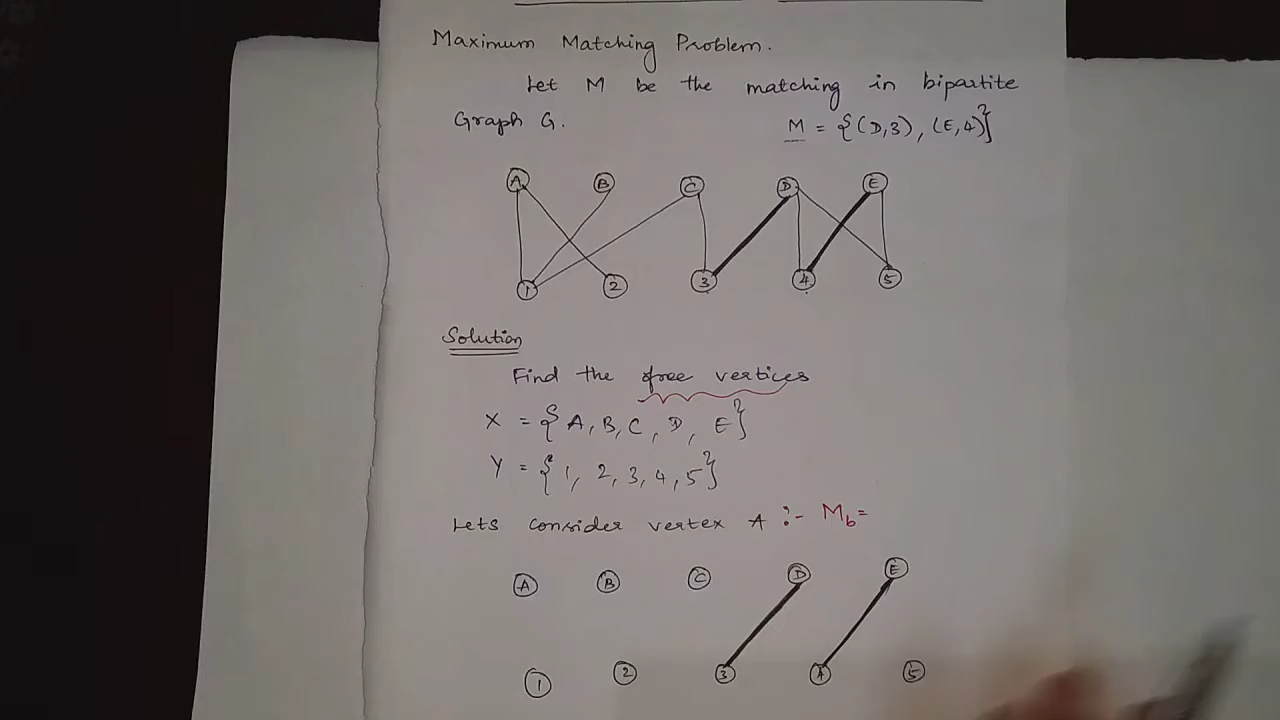 Maximum Matching Problem.
Let M be the matching in bipartite
Graph G.
M = {(D,3), (E,4)}
A B C D E
1 2 3 4 5
Solution
Find the free vertices
X = {A, B, C, D, E}
Y = {1, 2, 3, 4, 5}
Lets consider vertex A :- Mb=
A B C D E
1 2 3 4 5